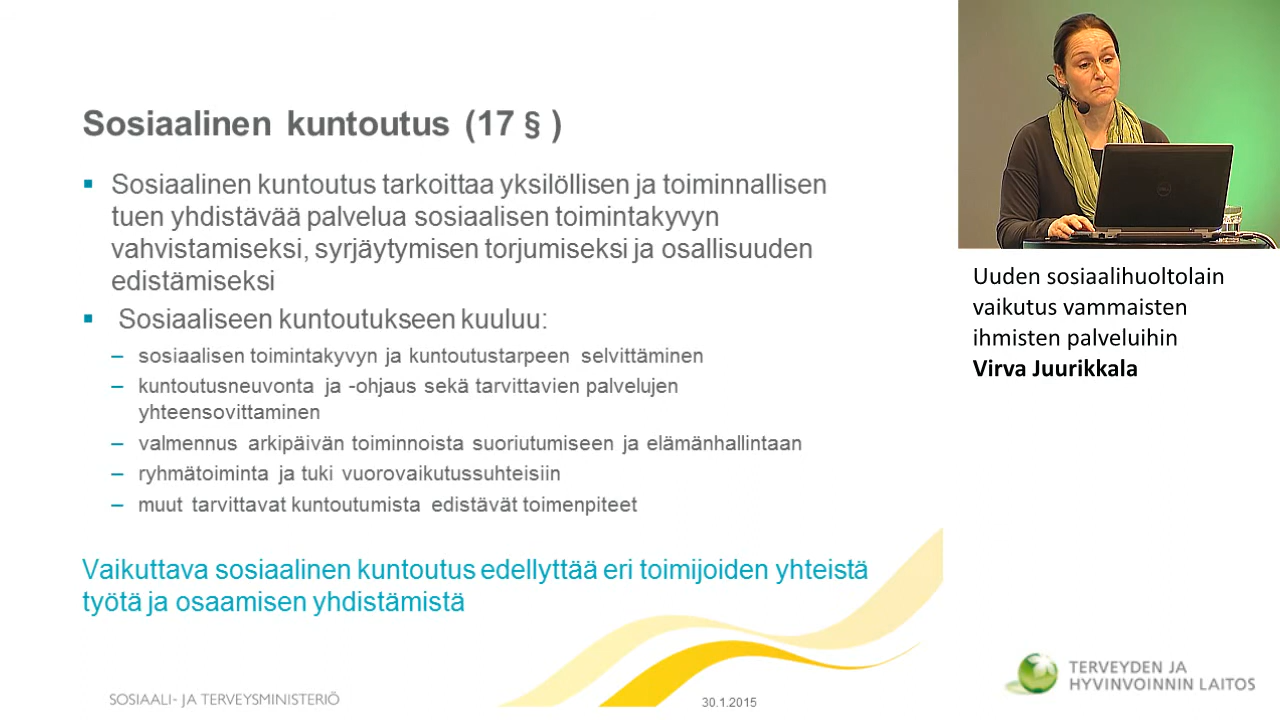 Sosiaalinen kuntoutus (17 § )
▪ Sosiaalinen kuntoutus tarkoittaa yksilöllisen ja toiminnallisen
tuen yhdistävää palvelua sosiaalisen toimintakyvyn
vahvistamiseksi, syrjäytymisen torjumiseksi ja osallisuuden
edistämiseksi
▪ Sosiaaliseen kuntoutukseen kuuluu:
– sosiaalisen toimintakyvyn ja kuntoutustarpeen selvittäminen
– kuntoutusneuvonta ja -ohjaus sekä tarvittavien palvelujen
yhteensovittaminen
– valmennus arkipäivän toiminnoista suoriutumiseen ja elämänhallintaan
– ryhmätoiminta ja tuki vuorovaikutussuhteisiin
– muut tarvittavat kuntoutumista edistävät toimenpiteet
Vaikuttava sosiaalinen kuntoutus edellyttää eri toimijoiden yhteistä
työtä ja osaamisen yhdistämistä
SOSIAALI- JA TERVEYSMINISTERIÖ
30.1.2015
Uuden sosiaalihuoltolain
vaikutus vammaisten
ihmisten palveluihin
Virva Juurikkala
TERVEYDEN JA
HYVINVOINNIN LAITOS